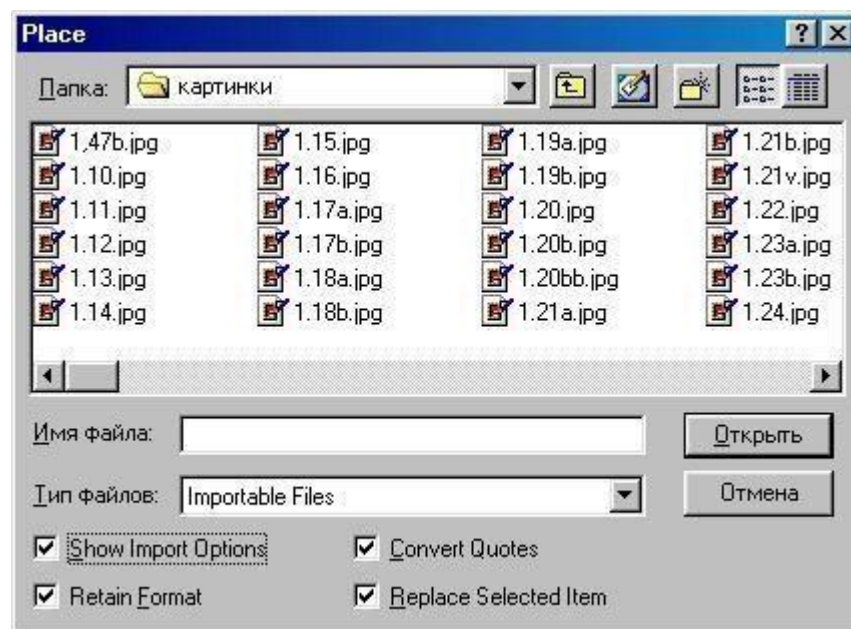 Place
Папка: картинки
1,47b.jpg 1.15.jpg 1.19a.jpg 1.21b.jpg
1.10.jpg 1.16.jpg 1.19b.jpg 1.21v.jpg
1.11.jpg 1.17a.jpg 1.20.jpg 1.22.jpg
1.12.jpg 1.17b.jpg 1.20b.jpg 1.23a.jpg
1.13.jpg 1.18a.jpg 1.20bb.jpg 1.23b.jpg
1.14.jpg 1.18b.jpg 1.21a.jpg 1.24.jpg
Имя файла: Открыть
Тип файлов: Importable Files Отмена
Show Import Options Convert Quotes
Retain Format Replace Selected Item